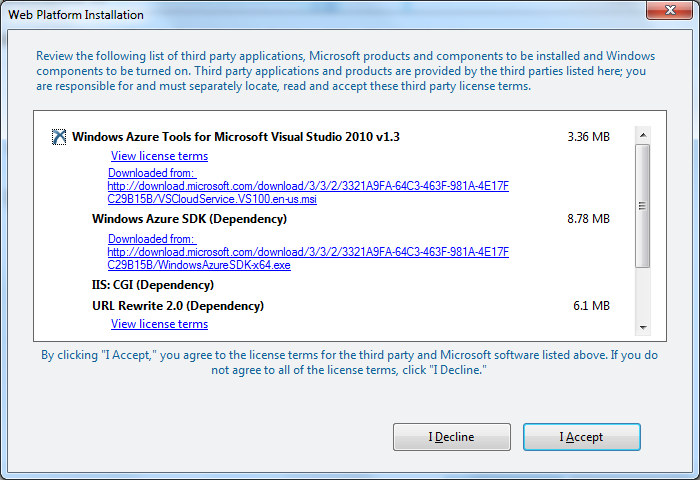 Web Platform Installation
Review the following list of third party applications, Microsoft products and components to be installed and Windows
components to be turned on. Third party applications and products are provided by the third parties listed here; you
are responsible for and must separately locate, read and accept these third party license terms.
Windows Azure Tools for Microsoft Visual Studio 2010 v1.3 3.36 MB
View license terms
Downloaded from:
http://download.microsoft.com/download/3/3/2/3321A9FA-64C3-463F-981A-4E17F
C29B15B/VSCloudService.VS100.en-us.msi
Windows Azure SDK (Dependency) 8.78 MB
Downloaded from:
http://download.microsoft.com/download/3/3/2/3321A9FA-64C3-463F-981A-4E17F
C29B15B/WindowsAzureSDK-x64.exe
IIS: CGI (Dependency)
URL Rewrite 2.0 (Dependency) 6.1 MB
View license terms
By clicking "I Accept," you agree to the license terms for the third party and Microsoft software listed above. If you do
not agree to all of the license terms, click "I Decline."
I Decline I Accept